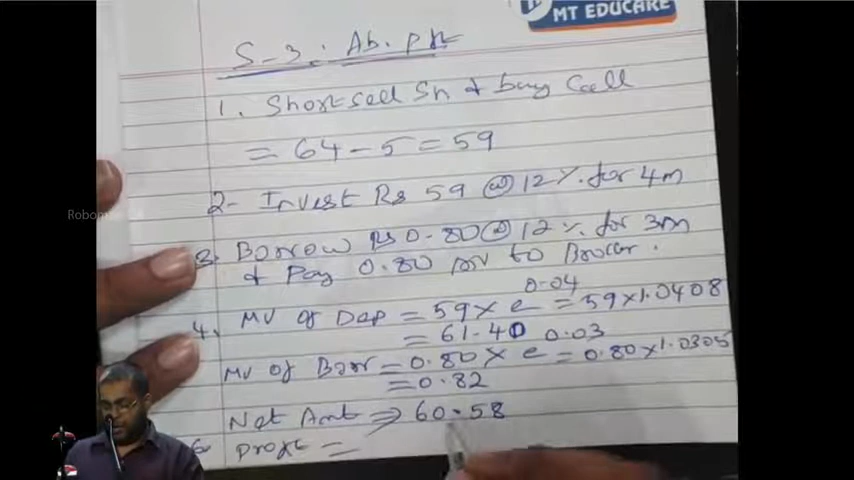 MT EDUCARE
S-3: Ab. pft
1. Short sell Sh & buy Call
= 64 - 5 = 59
2- Invest Rs 59 @ 12%. for 4m
3. Borrow Rs 0.80 @ 12%. for 3m
& Pay 0.80 DIV to Brocer.
4. MV of Dep = 59 x e^0.04 = 59 x 1.0408
= 61.40
MV of Borr = 0.80 x e^0.03 = 0.80 x 1.0305
= 0.82
Net Amt => 60.58
Profit =